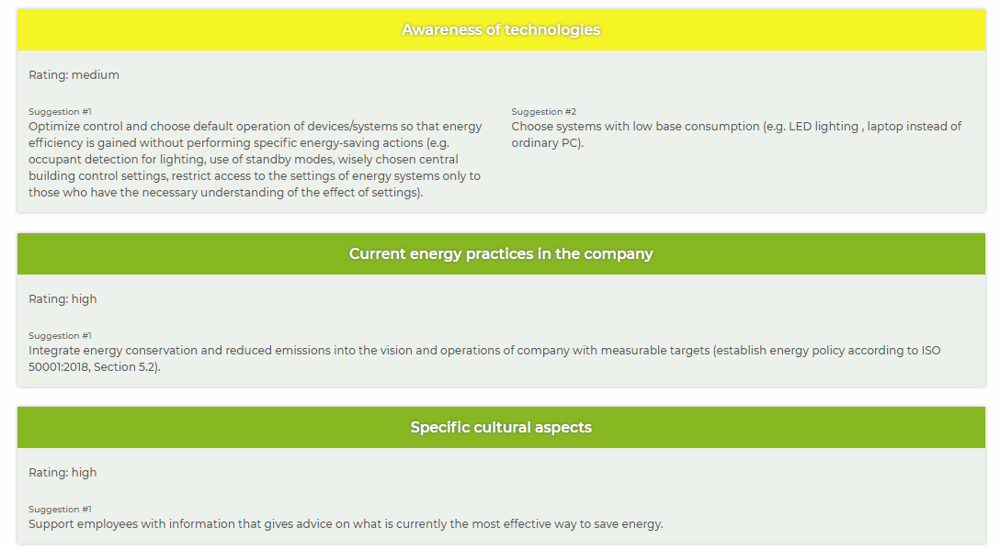 Awareness of technologies
Rating: medium
Suggestion #1
Optimize control and choose default operation of devices/systems so that energy
efficiency is gained without performing specific energy-saving actions (e.g.
occupant detection for lighting, use of standby modes, wisely chosen central
building control settings, restrict access to the settings of energy systems only to
those who have the necessary understanding of the effect of settings).
Suggestion #2
Choose systems with low base consumption (e.g. LED lighting , laptop instead of
ordinary PC).
Current energy practices in the company
Rating: high
Suggestion #1
Integrate energy conservation and reduced emissions into the vision and operations of company with measurable targets (establish energy policy according to ISO
50001:2018, Section 5.2).
Specific cultural aspects
Rating: high
Suggestion #1
Support employees with information that gives advice on what is currently the most effective way to save energy.